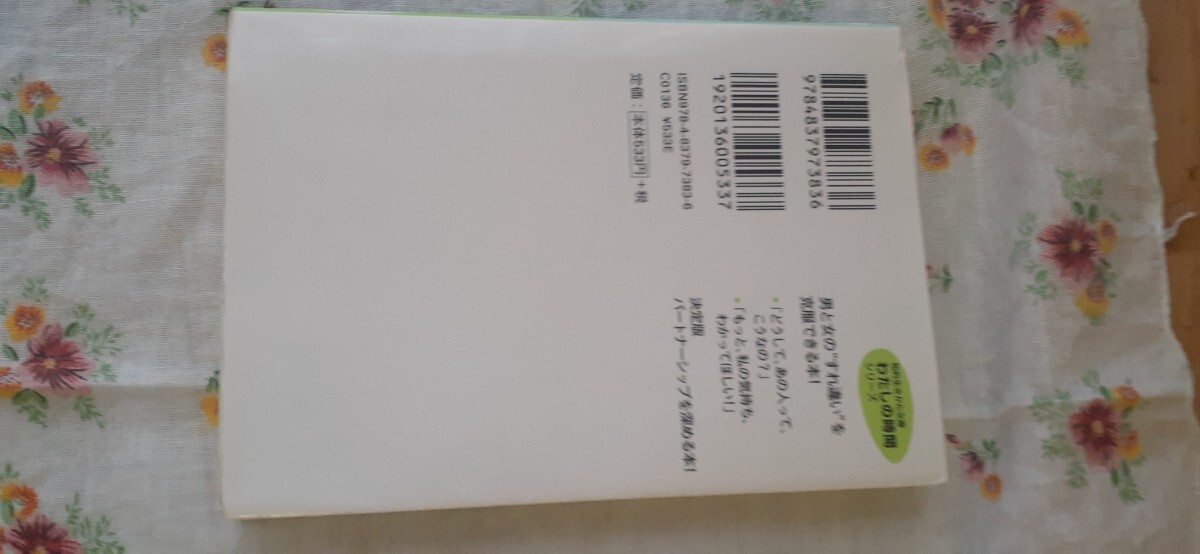 9784837973836
1920136005337
ISBN978-4-8379-7383-6
C0136 ¥533E
定価：本体533円＋税
わたしの時間
シリーズ
男と女の“すれ違い”を
克服できる本！
●「どうして、あの人って、
こうなの？」
●「もっと、私の気持ち、
わかってほしい！」
決定版
パートナーシップを深める本！